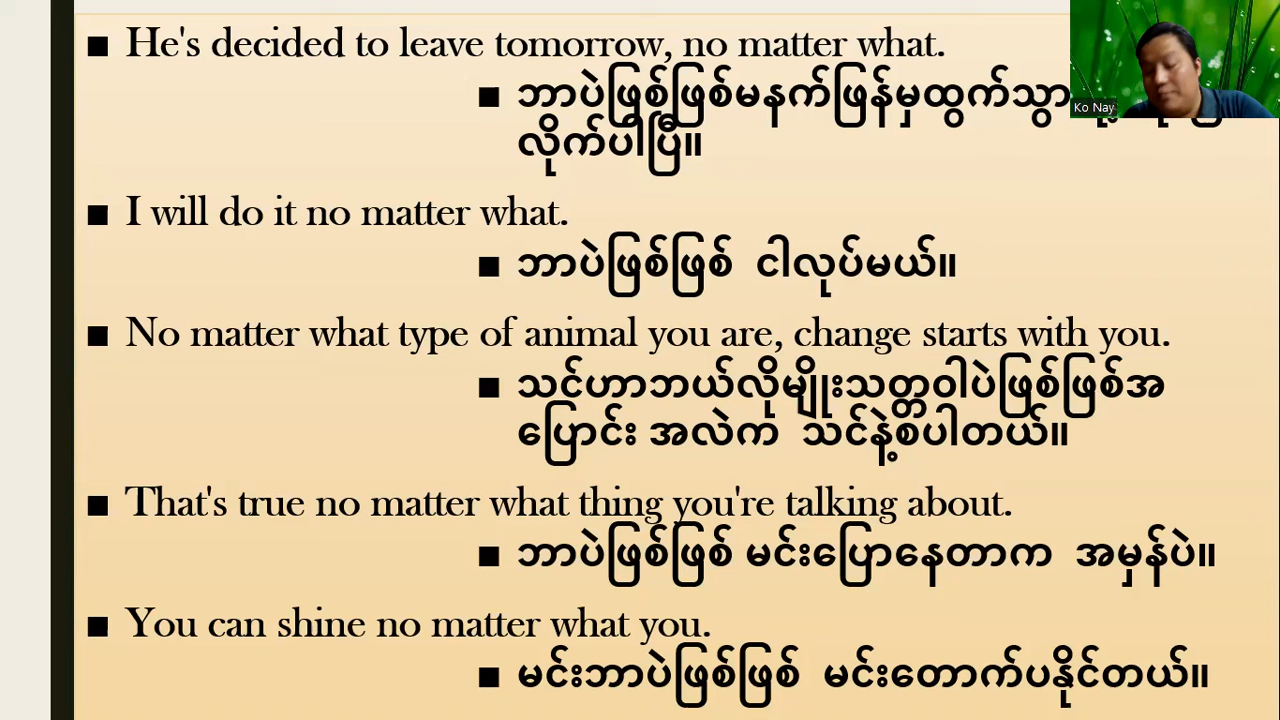 He's decided to leave tomorrow, no matter what.
ဘာပဲဖြစ်ဖြစ်မနက်ဖြန်မှထွက်သွာ
လိုက်ပါပြီ။
Ko Nay
I will do it no matter what.
ဘာပဲဖြစ်ဖြစ် ငါလုပ်မယ်။
No matter what type of animal you are, change starts with you.
သင်ဟာဘယ်လိုမျိုးသတ္တဝါပဲဖြစ်ဖြစ်အ
ပြောင်း အလဲက သင်နဲ့စပါတယ်။
That's true no matter what thing you're talking about.
ဘာပဲဖြစ်ဖြစ် မင်းပြောနေတာက အမှန်ပဲ။
You can shine no matter what you.
မင်းဘာပဲဖြစ်ဖြစ် မင်းတောက်ပနိုင်တယ်။